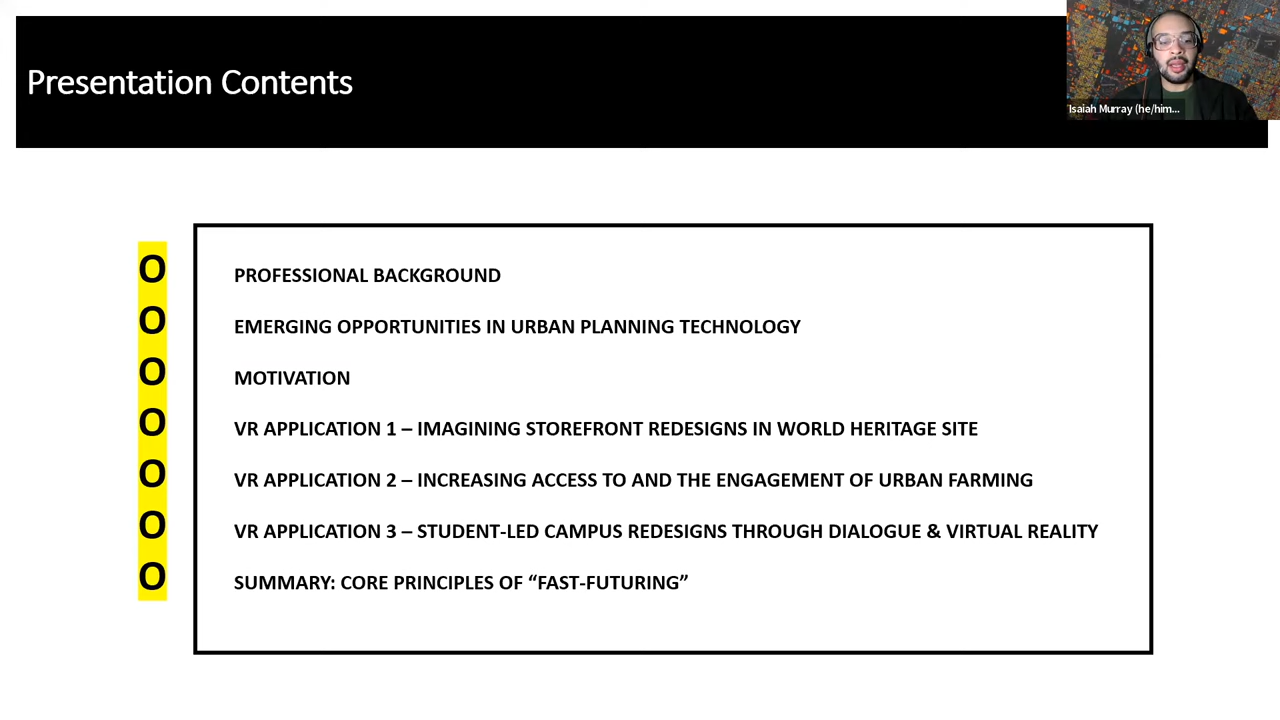 Presentation Contents
Isaiah Murray (he/him...
O PROFESSIONAL BACKGROUND
O EMERGING OPPORTUNITIES IN URBAN PLANNING TECHNOLOGY
O MOTIVATION
O VR APPLICATION 1 – IMAGINING STOREFRONT REDESIGNS IN WORLD HERITAGE SITE
O VR APPLICATION 2 – INCREASING ACCESS TO AND THE ENGAGEMENT OF URBAN FARMING
O VR APPLICATION 3 – STUDENT-LED CAMPUS REDESIGNS THROUGH DIALOGUE & VIRTUAL REALITY
O SUMMARY: CORE PRINCIPLES OF “FAST-FUTURING”